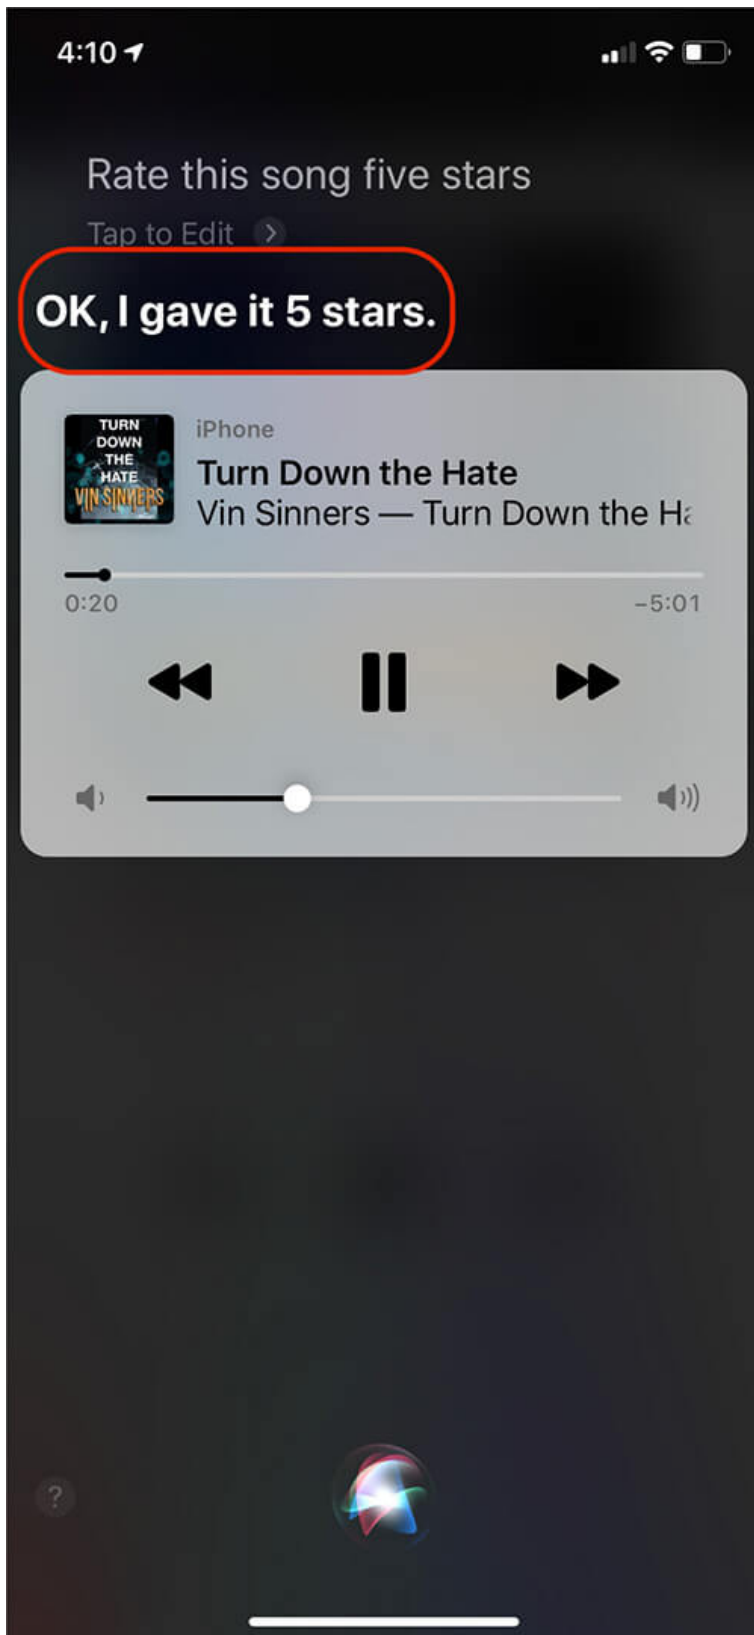 4:10
Rate this song five stars
Tap to Edit
OK, I gave it 5 stars.
TURN
DOWN
THE
HATE
VIN SINNERS
iPhone
Turn Down the Hate
Vin Sinners — Turn Down the Ha
0:20
−5:01
?